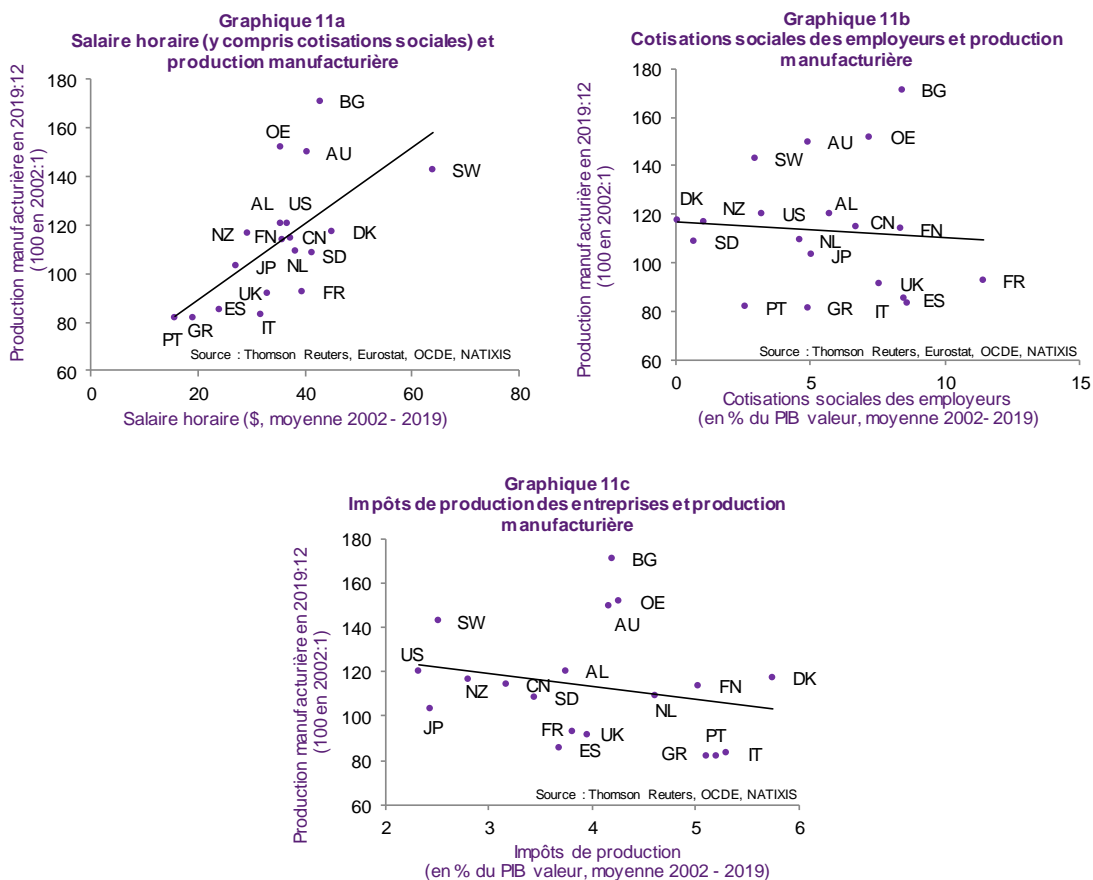 Graphique 11a
Salaire horaire (y compris cotisations sociales) et
production manufacturière
Production manufacturière en 2019:12
(100 en 2002:1)
180
160
140
120
100
80
60
BG
OE
AU
SW
AL
US
NZ
FN
CN
DK
JP
NL
SD
UK
FR
ES
IT
PT
GR
Source : Thomson Reuters, Eurostat, OCDE, NATIXIS
0
20
40
60
80
Salaire horaire ($, moyenne 2002 - 2019)
Graphique 11b
Cotisations sociales des employeurs et production
manufacturière
Production manufacturière en 2019:12
(100 en 2002:1)
180
160
140
120
100
80
60
BG
OE
AU
SW
DK
NZ
US
AL
CN
FN
SD
NL
JP
UK
FR
PT
GR
IT
ES
Source : Thomson Reuters, Eurostat, OCDE, NATIXIS
0
5
10
15
Cotisations sociales des employeurs
(en % du PIB valeur, moyenne 2002- 2019)
Graphique 11c
Impôts de production des entreprises et production
manufacturière
Production manufacturière en 2019:12
(100 en 2002:1)
180
160
140
120
100
80
60
BG
OE
AU
SW
US
AL
NZ
CN
SD
FN
DK
JP
NL
FR
UK
ES
PT
GR
IT
Source : Thomson Reuters, OCDE, NATIXIS
2
3
4
5
6
Impôts de production
(en % du PIB valeur, moyenne 2002 - 2019)